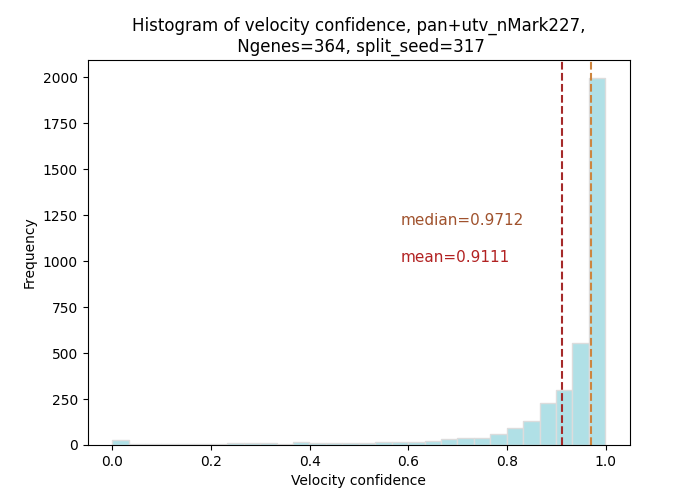 Histogram of velocity confidence, pan+utv_nMark227,
Ngenes=364, split_seed=317
2000
1750
1500
1250
1000
750
500
250
0
Frequency
median=0.9712
mean=0.9111
0.0 0.2 0.4 0.6 0.8 1.0
Velocity confidence